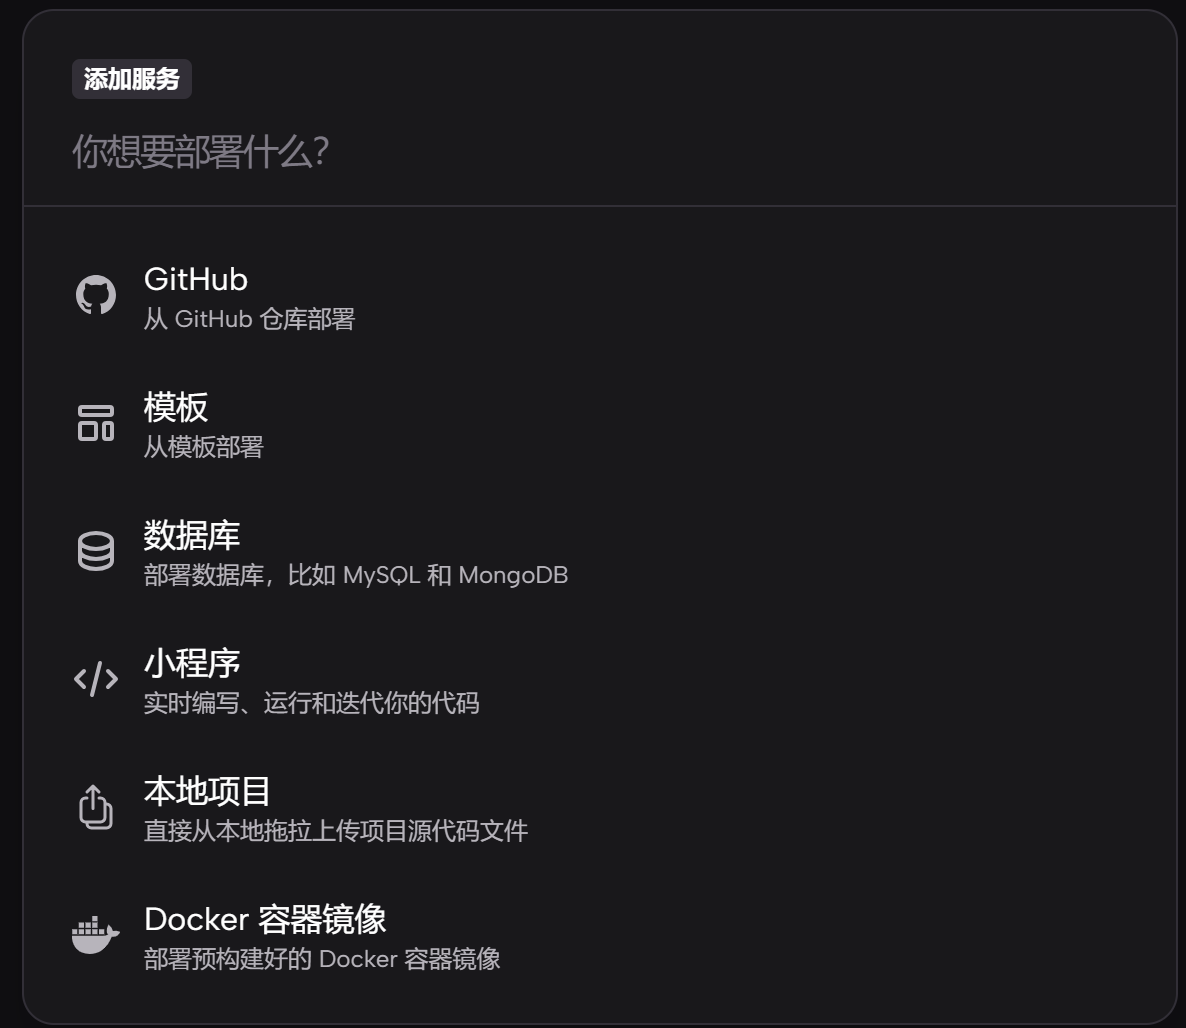 添加服务
你想要部署什么?
GitHub
从 GitHub 仓库部署
模板
从模板部署
数据库
部署数据库，比如 MySQL 和 MongoDB
小程序
实时编写、运行和迭代你的代码
本地项目
直接从本地拖拉上传项目源代码文件
Docker 容器镜像
部署预构建好的 Docker 容器镜像